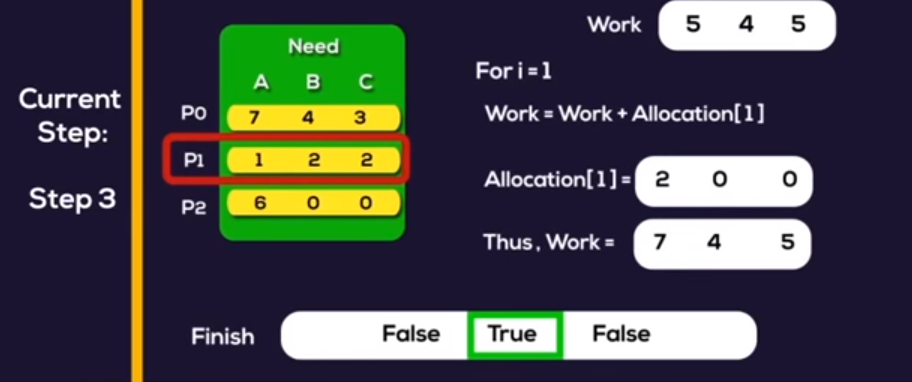 Current
Step:
Step 3
Need
A B C
P0 7 4 3
P1 1 2 2
P2 6 0 0
Work 5 4 5
For i = 1
Work = Work + Allocation[1]
Allocation[1] = 2 0 0
Thus, Work = 7 4 5
Finish False True False